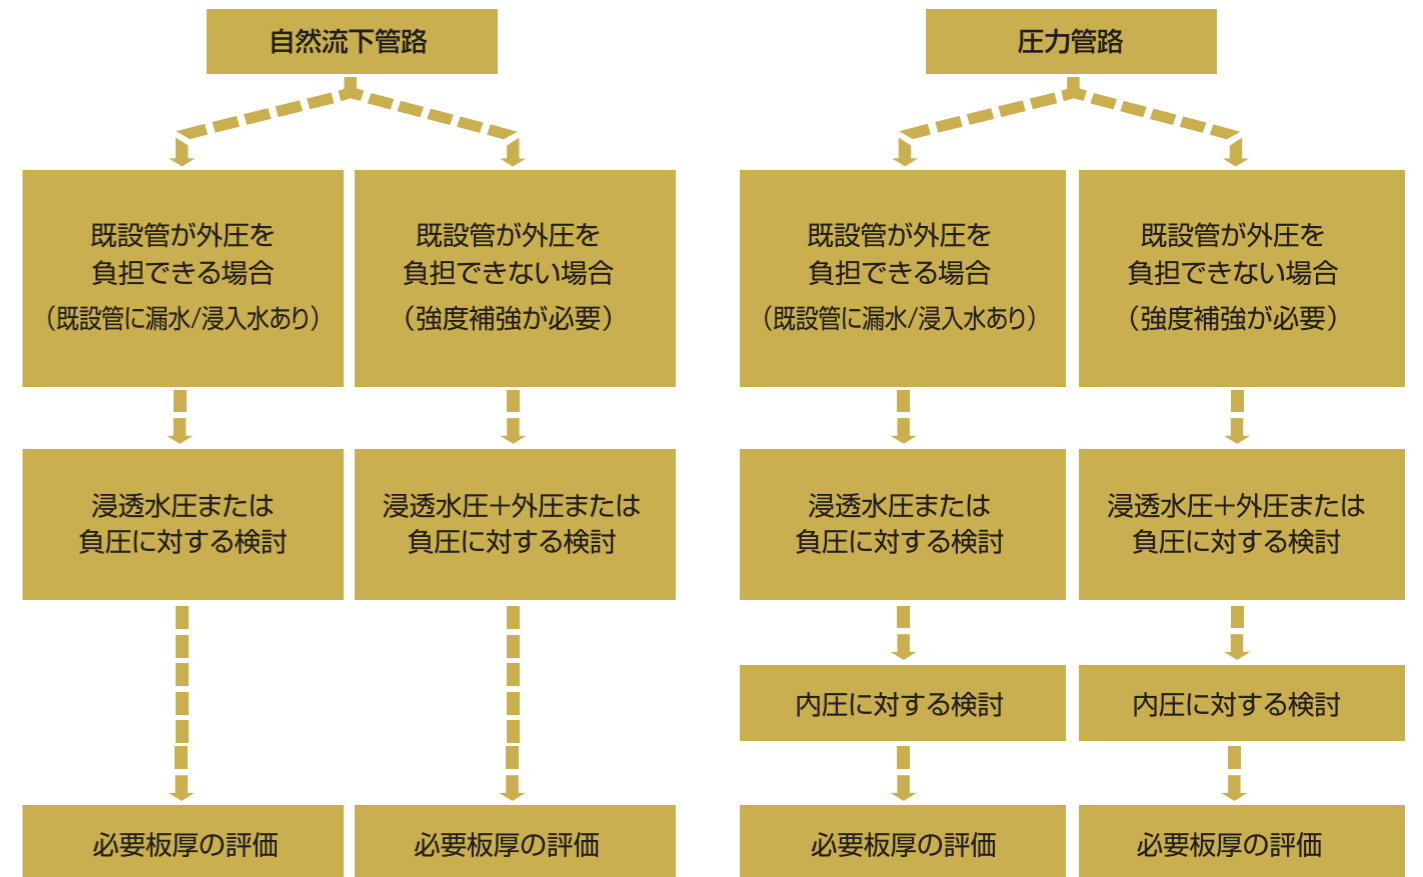 自然流下管路
圧力管路
既設管が外圧を
負担できる場合
（既設管に漏水/浸入水あり）
既設管が外圧を
負担できない場合
（強度補強が必要）
既設管が外圧を
負担できる場合
（既設管に漏水/浸入水あり）
既設管が外圧を
負担できない場合
（強度補強が必要）
浸透水圧または
負圧に対する検討
浸透水圧＋外圧または
負圧に対する検討
浸透水圧または
負圧に対する検討
浸透水圧＋外圧または
負圧に対する検討
内圧に対する検討
内圧に対する検討
必要板厚の評価
必要板厚の評価
必要板厚の評価
必要板厚の評価